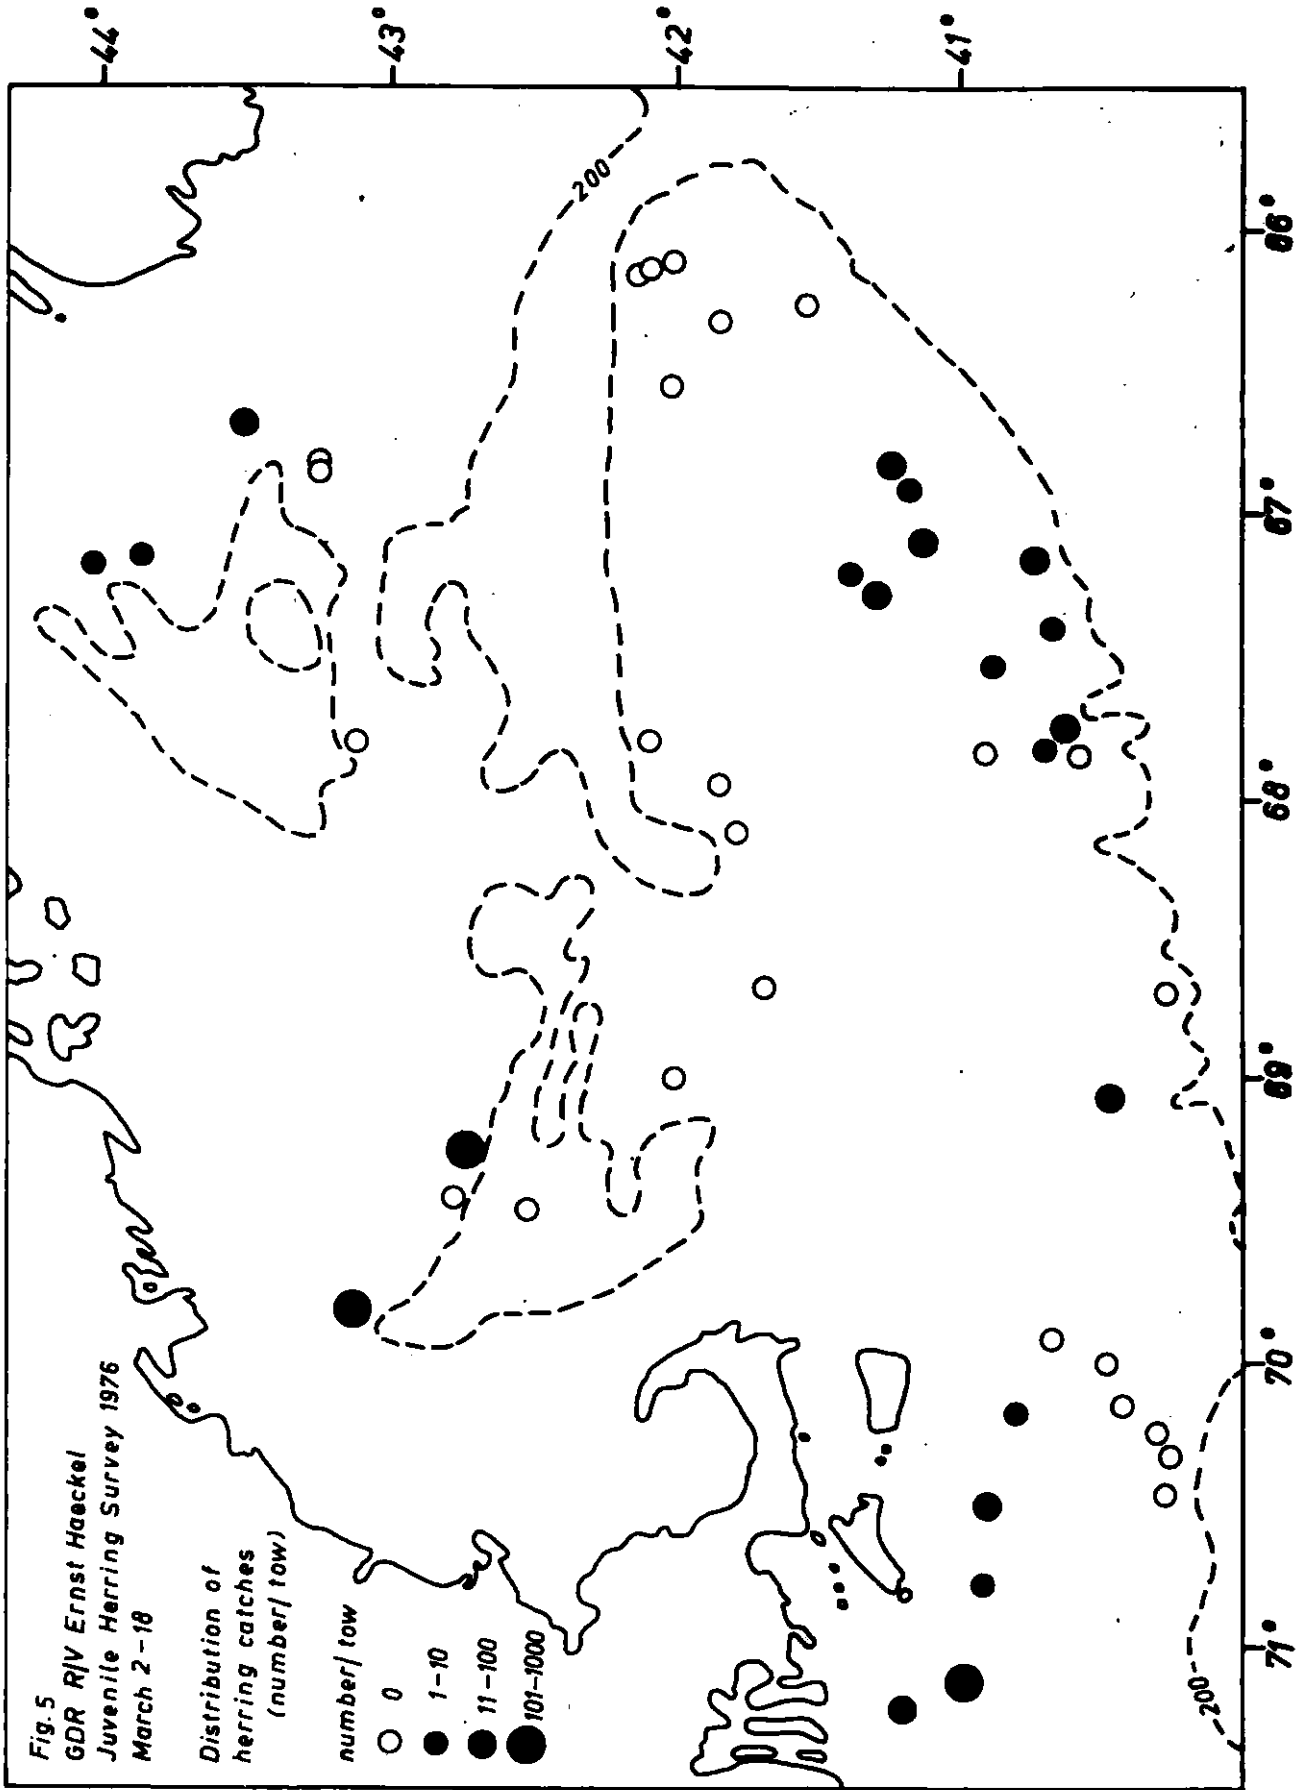 Fig.5
GDR R/V Ernst Haeckel
Juvenile Herring Survey 1976
March 2-18
Distribution of
herring catches
(number/tow)
number/tow
0
1-10
11-100
101-1000
44°
43°
42°
41°
200
200
71°
70°
69°
68°
67°
66°